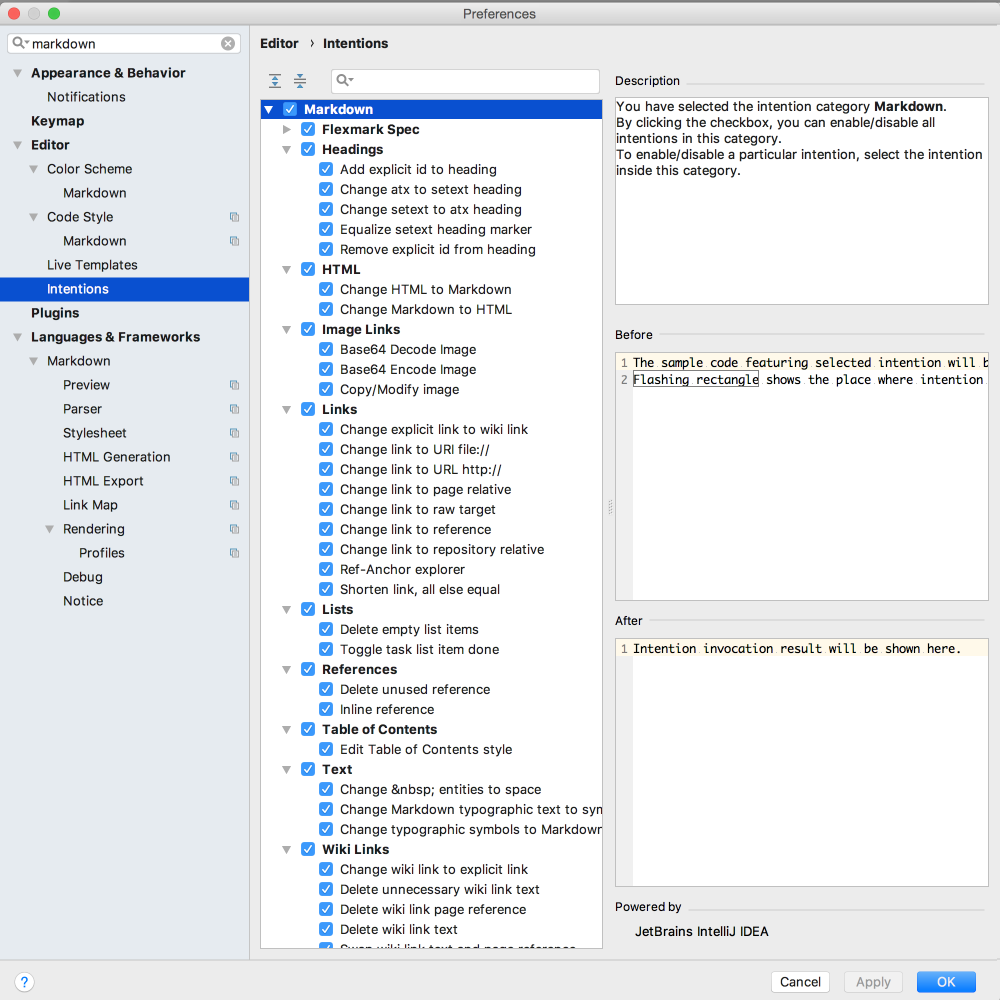 Preferences
markdown
Appearance & Behavior
Notifications
Keymap
Editor
Color Scheme
Markdown
Code Style
Markdown
Live Templates
Intentions
Plugins
Languages & Frameworks
Markdown
Preview
Parser
Stylesheet
HTML Generation
HTML Export
Link Map
Rendering
Profiles
Debug
Notice
Editor › Intentions
Markdown
Flexmark Spec
Headings
Add explicit id to heading
Change atx to setext heading
Change setext to atx heading
Equalize setext heading marker
Remove explicit id from heading
HTML
Change HTML to Markdown
Change Markdown to HTML
Image Links
Base64 Decode Image
Base64 Encode Image
Copy/Modify image
Links
Change explicit link to wiki link
Change link to URI file://
Change link to URL http://
Change link to page relative
Change link to raw target
Change link to reference
Change link to repository relative
Ref-Anchor explorer
Shorten link, all else equal
Lists
Delete empty list items
Toggle task list item done
References
Delete unused reference
Inline reference
Table of Contents
Edit Table of Contents style
Text
Change &nbsp; entities to space
Change Markdown typographic text to sym
Change typographic symbols to Markdown
Wiki Links
Change wiki link to explicit link
Delete unnecessary wiki link text
Delete wiki link page reference
Delete wiki link text
Swap wiki link text and page reference
Description
You have selected the intention category Markdown.
By clicking the checkbox, you can enable/disable all
intentions in this category.
To enable/disable a particular intention, select the intention
inside this category.
Before
1 The sample code featuring selected intention will b
2 Flashing rectangle shows the place where intention
After
1 Intention invocation result will be shown here.
Powered by
JetBrains IntelliJ IDEA
?
Cancel
Apply
OK